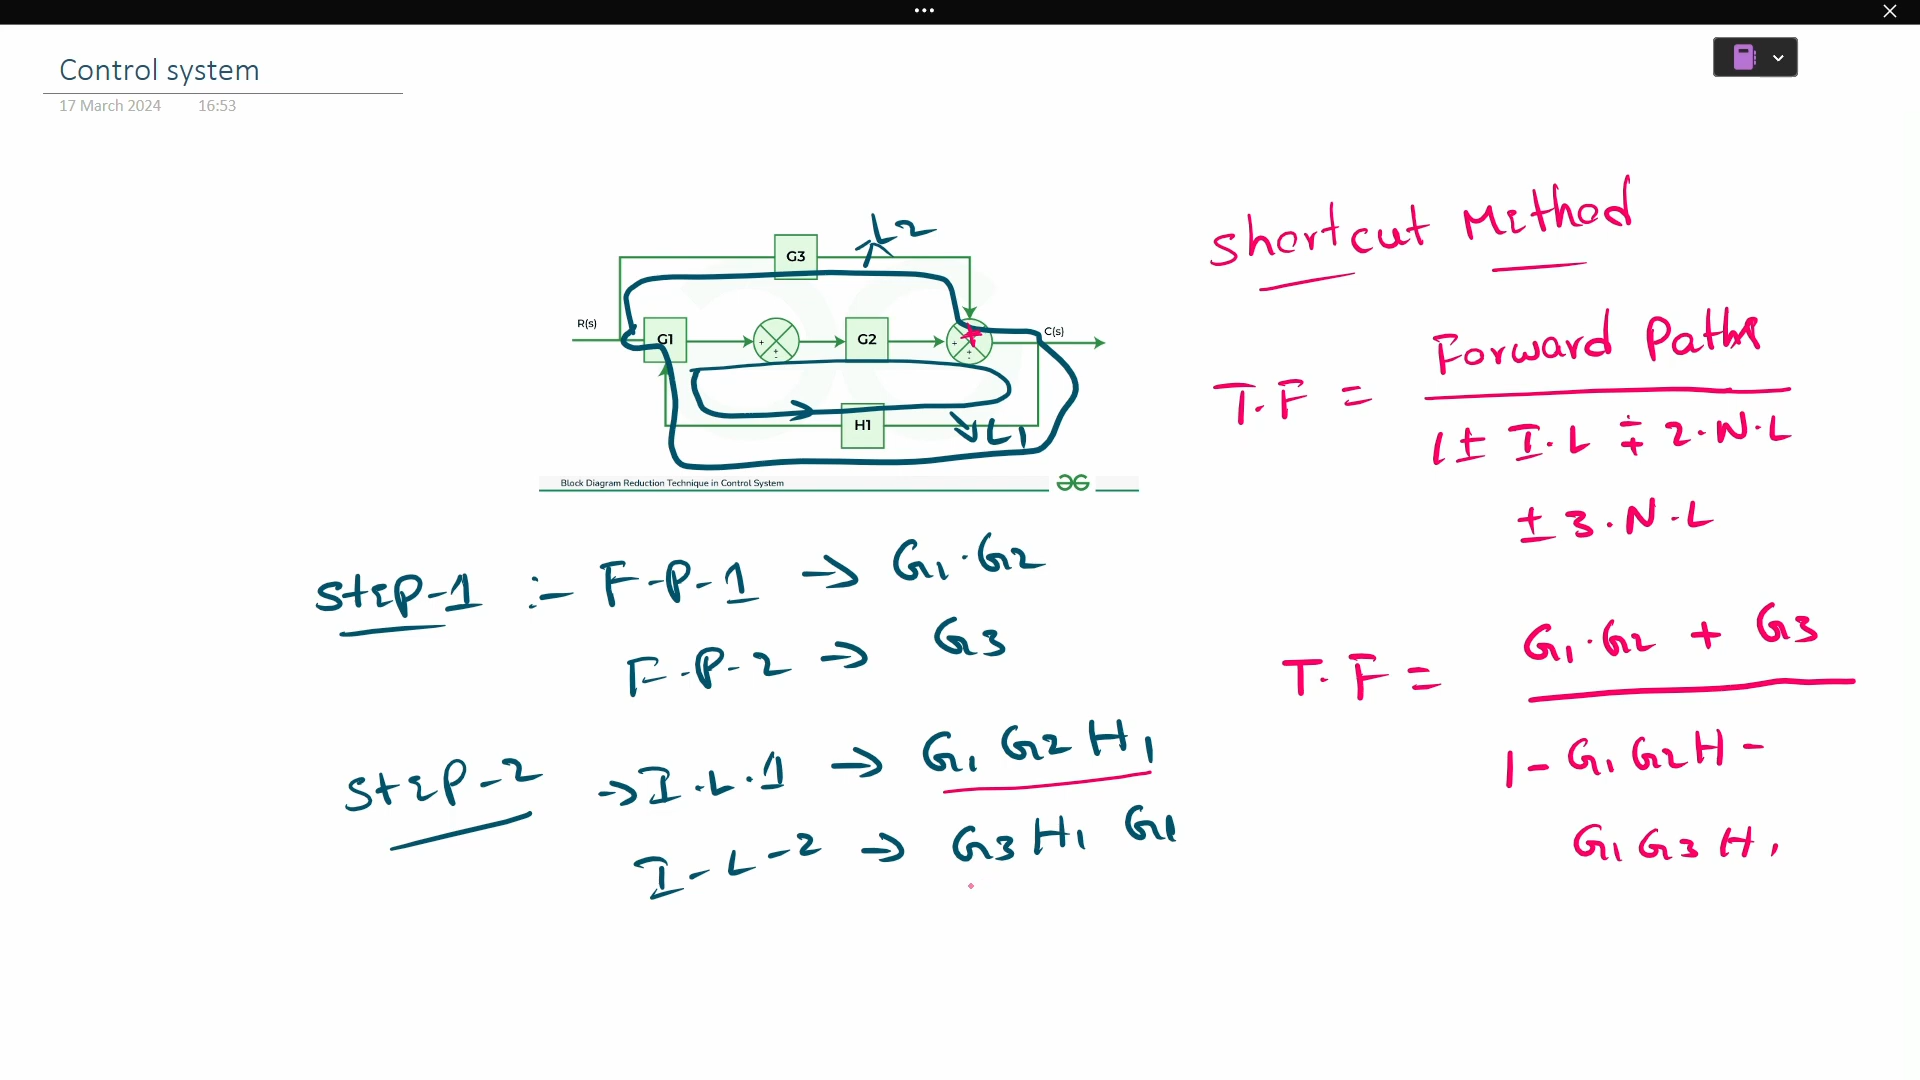 Control system
17 March 2024 16:53
L2
G3
R(s)
G1
G2
C(s)
H1
L1
Block Diagram Reduction Technique in Control System
Shortcut Method
T.F = Forward Paths
1 ± I.L ∓ 2.N.L
± 3.N.L
Step-1 :- F-P-1 → G1.G2
F-P-2 → G3
Step-2 → I.L.1 → G1 G2 H1
I-L-2 → G3 H1 G1
T.F = G1.G2 + G3
1 - G1 G2 H -
G1 G3 H1